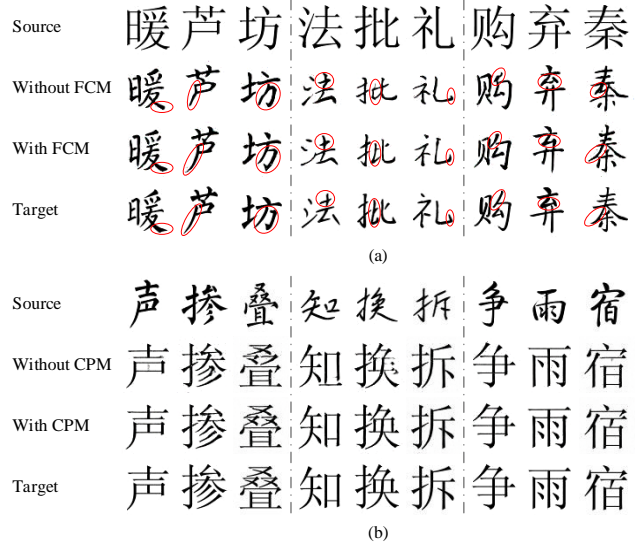 Source 暖芦坊 法批礼 购弃秦
Without FCM 暖芦坊 法批礼 购弃秦
With FCM 暖芦坊 法批礼 购弃秦
Target 暖芦坊 法批礼 购弃秦
(a)
Source 声掺叠 知换拆 争雨宿
Without CPM 声掺叠 知换拆 争雨宿
With CPM 声掺叠 知换拆 争雨宿
Target 声掺叠 知换拆 争雨宿
(b)